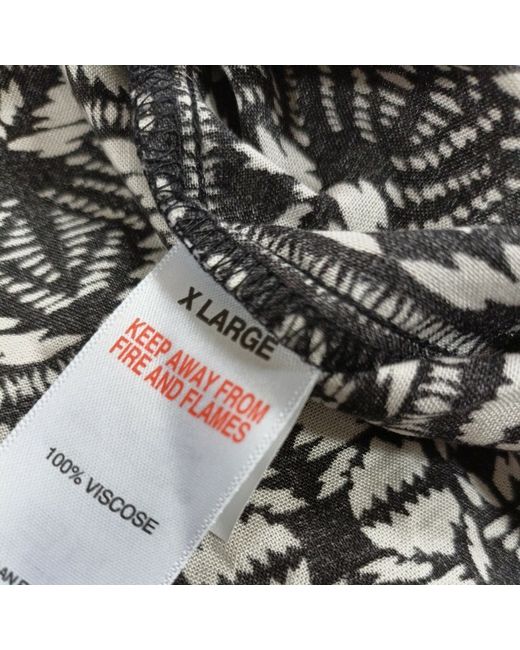 X LARGE
KEEP AWAY FROM
FIRE AND FLAMES
100% VISCOSE